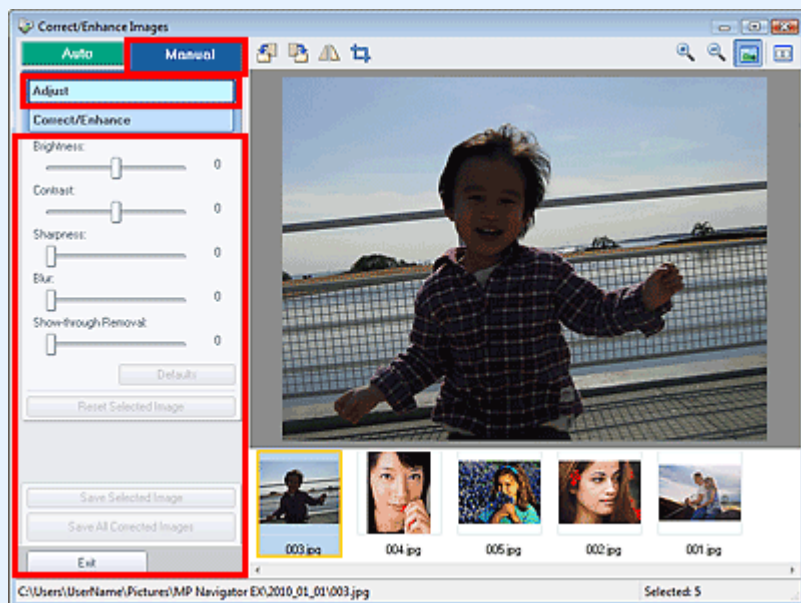 Correct/Enhance Images
Auto Manual
Adjust
Correct/Enhance
Brightness:
0
Contrast:
0
Sharpness:
0
Blur:
0
Show-through Removal:
0
Defaults
Reset Selected Image
Save Selected Image
Save All Corrected Images
Exit
003.jpg 004.jpg 005.jpg 002.jpg 001.jpg
C:\Users\UserName\Pictures\MP Navigator EX\2010_01_01\003.jpg Selected: 5